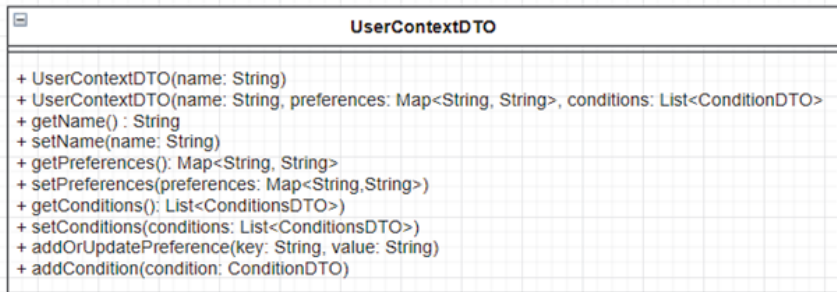 UserContextDTO
+ UserContextDTO(name: String)
+ UserContextDTO(name: String, preferences: Map<String, String>, conditions: List<ConditionDTO>
+ getName() : String
+ setName(name: String)
+ getPreferences(): Map<String, String>
+ setPreferences(preferences: Map<String,String>)
+ getConditions(): List<ConditionsDTO>)
+ setConditions(conditions: List<ConditionsDTO>)
+ addOrUpdatePreference(key: String, value: String)
+ addCondition(condition: ConditionDTO)